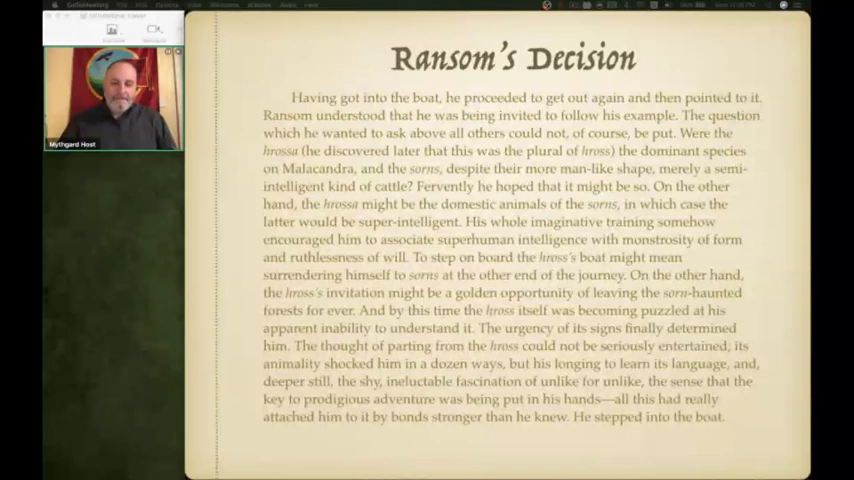 Ransom's Decision
Having got into the boat, he proceeded to get out again and then pointed to it.
Ransom understood that he was being invited to follow his example. The question
which he wanted to ask above all others could not, of course, be put. Were the
hrossa (he discovered later that this was the plural of hross) the dominant species
on Malacandra, and the sorns, despite their more man-like shape, merely a semi-
intelligent kind of cattle? Fervently he hoped that it might be so. On the other
hand, the hrossa might be the domestic animals of the sorns, in which case the
latter would be super-intelligent. His whole imaginative training somehow
encouraged him to associate superhuman intelligence with monstrosity of form
and ruthlessness of will. To step on board the hross's boat might mean
surrendering himself to sorns at the other end of the journey. On the other hand,
the hross's invitation might be a golden opportunity of leaving the sorn-haunted
forests for ever. And by this time the hross itself was becoming puzzled at his
apparent inability to understand it. The urgency of its signs finally determined
him. The thought of parting from the hross could not be seriously entertained; its
animality shocked him in a dozen ways, but his longing to learn its language, and,
deeper still, the shy, ineluctable fascination of unlike for unlike, the sense that the
key to prodigious adventure was being put in his hands—all this had really
attached him to it by bonds stronger than he knew. He stepped into the boat.
Mythgard Host